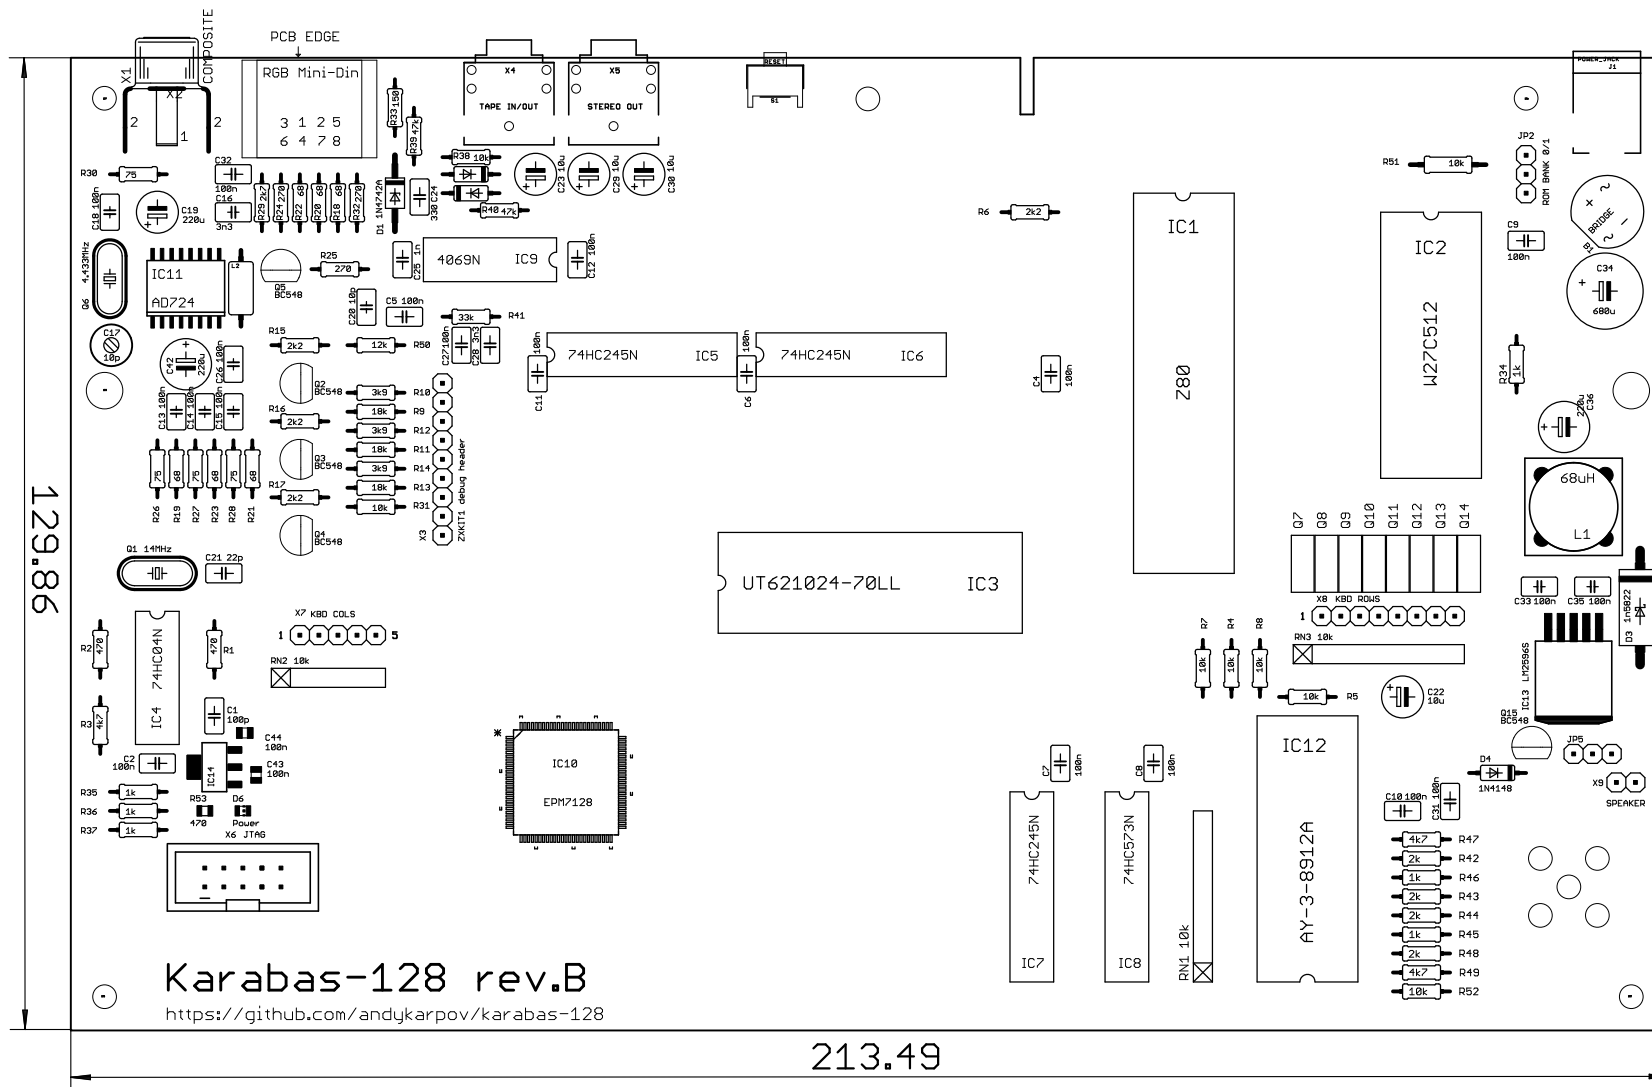 COMPOSITE
X1
X2
2
2
1
PCB EDGE
RGB Mini-Din
3 1 2 5
6 4 7 8
R33 150
R39 47k
X4
TAPE IN/OUT
X5
STEREO OUT
RESET
S1
POWER_JACK
J1
JP2
ROM BANK 0/1
R51
10k
R30
75
C32
100n
C16
3n3
C18 100n
C19
220u
R29 2k7
R24 270
R22 68
R20 68
R18 68
R32 270
D1 1N4742A
C24
330
R38
10k
R40
47k
C23 10u
C29 10u
C30 10u
R6
2k2
BRIDGE
B1
C9
100n
C34
680u
Q6 4.433MHz
IC11
AD724
L2
Q5
BC548
R25
270
C25 1n
4069N
IC9
C12 100n
C20 10p
C5 100n
33k
R41
C17
10p
C42
220u
C26 100n
R15
2k2
12k
R50
C27 100n
C28 3n3
C11
100n
74HC245N
IC5
C6
100n
74HC245N
IC6
C4
100n
IC1
Z80
IC2
W27C512
R34
1k
220u
C36
Q2
BC548
C13 100n
C14 100n
C15 100n
R16
2k2
3k9
R10
18k
R9
3k9
R12
18k
R11
3k9
R14
18k
R13
10k
R31
X3
ZXKIT1 debug header
Q3
BC548
R17
2k2
Q4
BC548
75
68
75
68
75
68
R26
R19
R27
R23
R28
R21
129.86
68uH
L1
Q7
Q8
Q9
Q10
Q11
Q12
Q13
Q14
Q1 14MHz
C21 22p
UT621024-70LL
IC3
X8 KBD ROWS
1
RN3 10k
C33 100n
C35 100n
D3 1n5822
X7 KBD COLS
1
5
RN2 10k
R2
470
R1
470
IC4
74HC04N
R3
4k7
C1
100p
C44
100n
C2
100n
IC14
C43
100n
R7
R4
R8
10k
10k
10k
10k
R5
C22
10u
IC13 LM2596S
Q15
BC548
JP5
X9
SPEAKER
D4
1N4148
R35
1k
R36
1k
R37
1k
R53
470
D6
Power
X6 JTAG
IC10
EPM7128
C7
100n
C8
100n
74HC245N
IC7
74HC573N
IC8
RN1 10k
IC12
AY-3-8912A
C10 100n
C31 100n
4k7
R47
2k
R42
1k
R46
2k
R43
2k
R44
1k
R45
2k
R48
4k7
R49
10k
R52
Karabas-128 rev.B
https://github.com/andykarpov/karabas-128
213.49